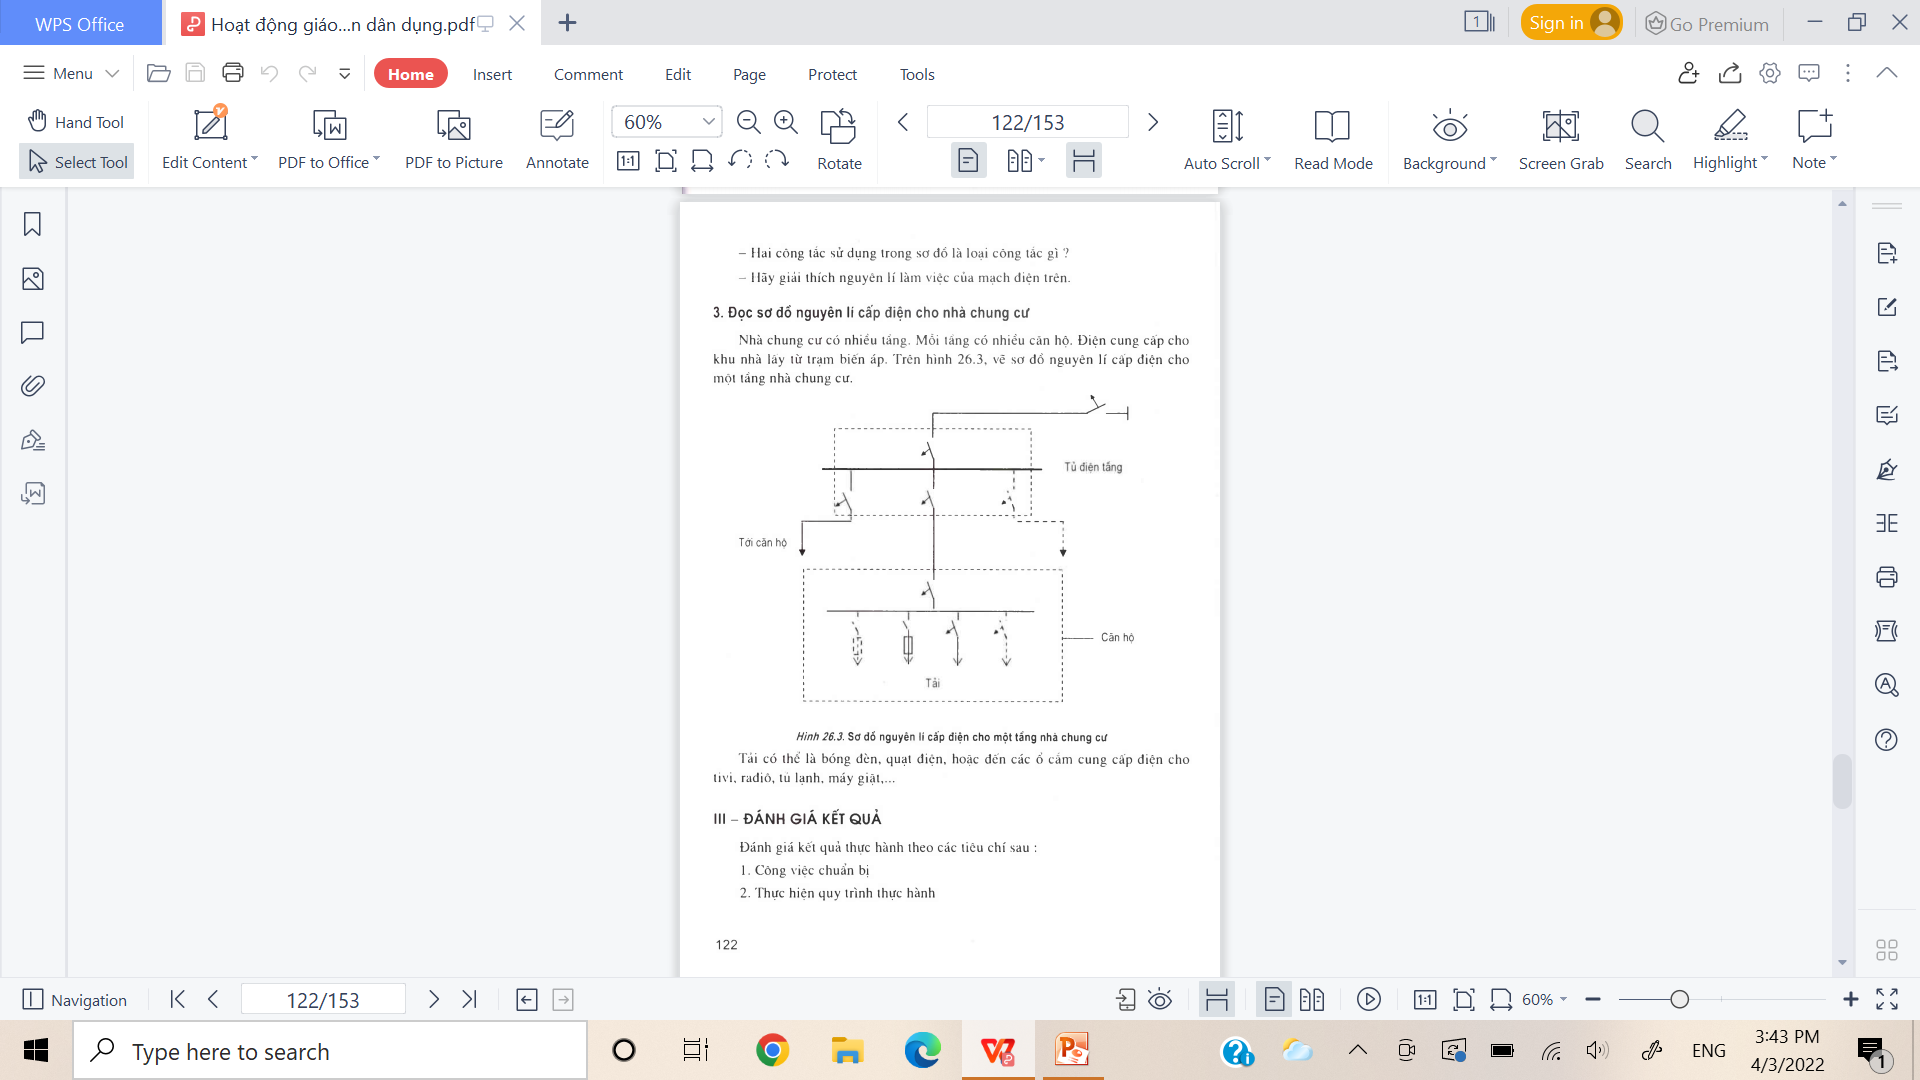 WPS Office
Hoạt động giáo...n dân dụng.pdf
1
Sign in
Go Premium
Menu
Home
Insert
Comment
Edit
Page
Protect
Tools
Hand Tool
Select Tool
Edit Content
PDF to Office
PDF to Picture
Annotate
60%
1:1
Rotate
122/153
Auto Scroll
Read Mode
Background
Screen Grab
Search
Highlight
Note
– Hai công tắc sử dụng trong sơ đồ là loại công tắc gì ?
– Hãy giải thích nguyên lí làm việc của mạch điện trên.
3. Đọc sơ đồ nguyên lí cấp điện cho nhà chung cư
Nhà chung cư có nhiều tầng. Mỗi tầng có nhiều căn hộ. Điện cung cấp cho
khu nhà lấy từ trạm biến áp. Trên hình 26.3, vẽ sơ đồ nguyên lí cấp điện cho
một tầng nhà chung cư.
Tủ điện tầng
Tới căn hộ
Căn hộ
Tải
Hình 26.3. Sơ đồ nguyên lí cấp điện cho một tầng nhà chung cư
Tải có thể là bóng đèn, quạt điện, hoặc đến các ổ cắm cung cấp điện cho
tivi, rađiô, tủ lạnh, máy giặt,...
III – ĐÁNH GIÁ KẾT QUẢ
Đánh giá kết quả thực hành theo các tiêu chí sau :
1. Công việc chuẩn bị
2. Thực hiện quy trình thực hành
122
Navigation
122/153
1:1
60%
Type here to search
ENG
3:43 PM
4/3/2022
1